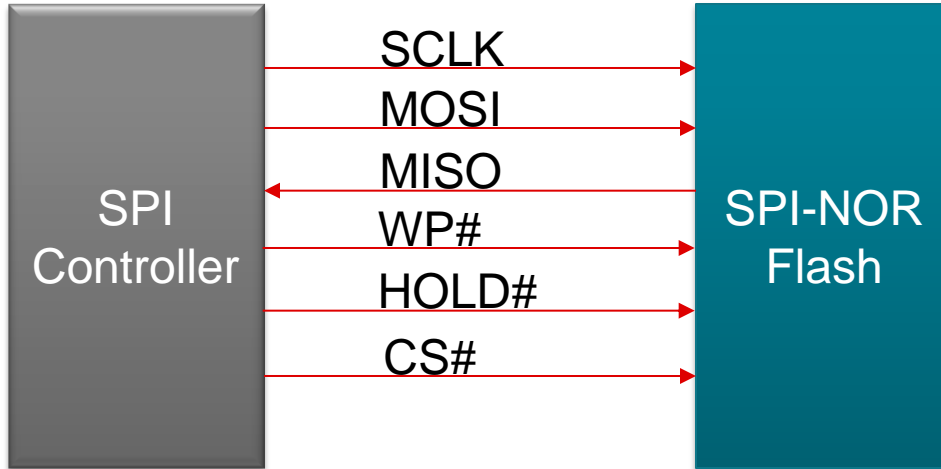 SCLK
MOSI
MISO
WP#
HOLD#
CS#
SPI
Controller
SPI-NOR
Flash